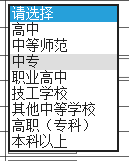 请选择
高中
中等师范
中专
职业高中
技工学校
其他中等学校
高职（专科）
本科以上